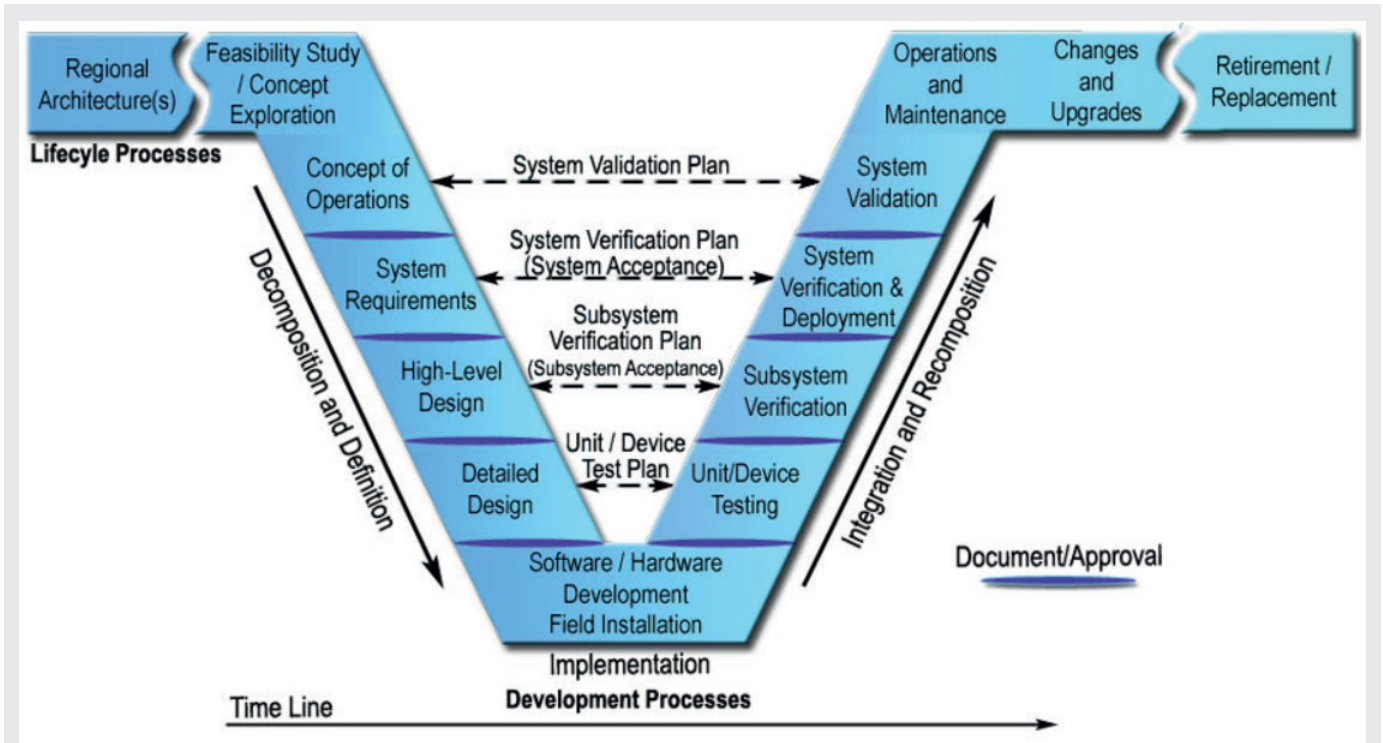 Regional
Architecture(s)
Feasibility Study
/ Concept
Exploration
Operations
and
Maintenance
Changes
and
Upgrades
Retirement /
Replacement
Lifecyle Processes
Concept of
Operations
System Validation Plan
System
Validation
System
Requirements
System Verification Plan
(System Acceptance)
System
Verification &
Deployment
High-Level
Design
Subsystem
Verification Plan
(Subsystem Acceptance)
Subsystem
Verification
Detailed
Design
Unit / Device
Test Plan
Unit/Device
Testing
Decomposition and Definition
Integration and Recomposition
Software / Hardware
Development
Field Installation
Document/Approval
Implementation
Development Processes
Time Line